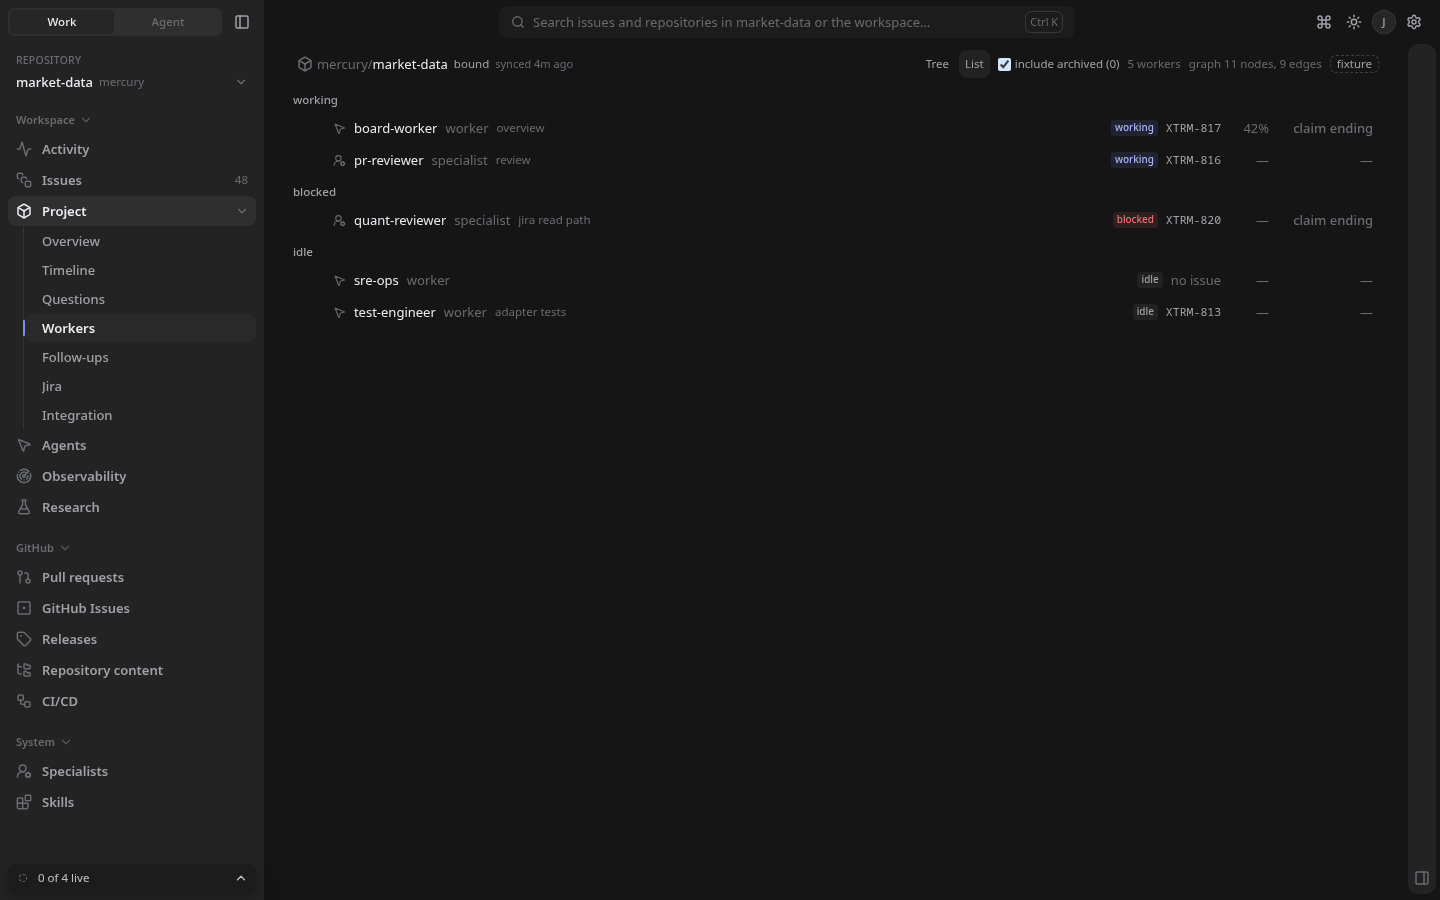 Work Agent
Search issues and repositories in market-data or the workspace... Ctrl K
J
REPOSITORY
market-data mercury
Workspace
Activity
Issues 48
Project
Overview
Timeline
Questions
Workers
Follow-ups
Jira
Integration
Agents
Observability
Research
GitHub
Pull requests
GitHub Issues
Releases
Repository content
CI/CD
System
Specialists
Skills
0 of 4 live
mercury/market-data bound synced 4m ago Tree List include archived (0) 5 workers graph 11 nodes, 9 edges fixture
working
board-worker worker overview working XTRM-817 42% claim ending
pr-reviewer specialist review working XTRM-816 — —
blocked
quant-reviewer specialist jira read path blocked XTRM-820 — claim ending
idle
sre-ops worker idle no issue — —
test-engineer worker adapter tests idle XTRM-813 — —